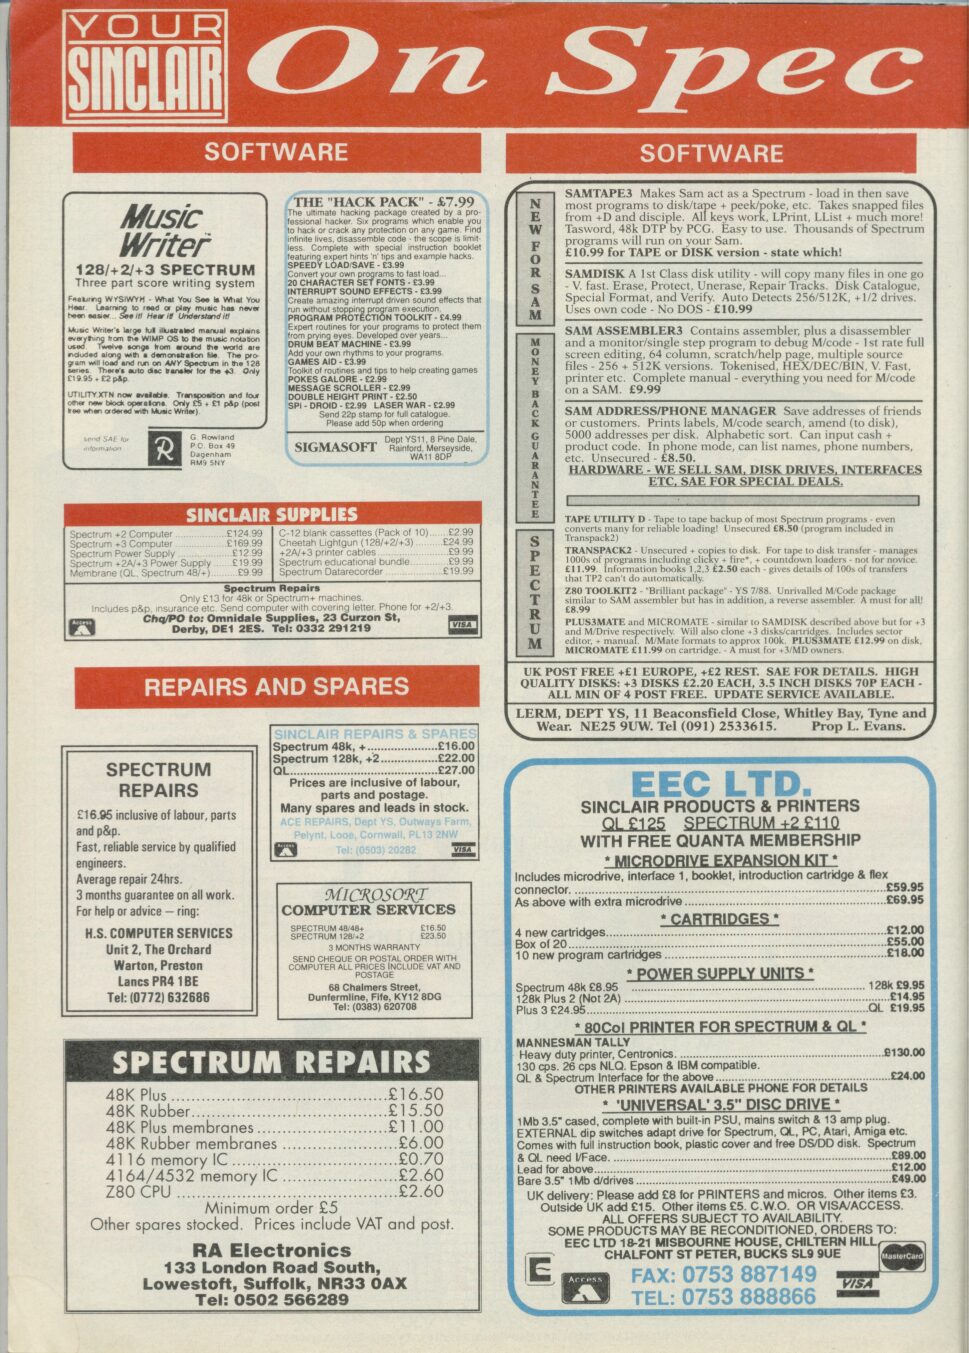 YOUR
SINCLAIR
On Spec
SOFTWARE
Music
Writer
128/+2/+3 SPECTRUM
Three part score writing system
Featuring WYSIWYH - What You See Is What You
Hear. Learning to read or play music has never
been easier... See it! Hear it! Understand it!
Music Writer's large full illustrated manual explains
everything from the WIMP OS to the music notation
used. Twelve songs from around the world are
included along with a demonstration file. The pro-
gram will load and run on ANY Spectrum in the 128
series. There's auto disc transfer for the +3. Only
£19.95 + £2 p&p.
UTILITY.XTN now available. Transposition and four
other new block operations. Only £5 + £1 p&p (post
free when ordered with Music Writer).
send SAE for
information
R
G. Rowland
P.O. Box 49
Dagenham
RM9 5NY
THE "HACK PACK" - £7.99
The ultimate hacking package created by a pro-
fessional hacker. Six programs which enable you
to hack or crack any protection on any game. Find
infinite lives, disassemble code - the scope is limit-
less. Complete with special instruction booklet
featuring expert hints 'n' tips and example hacks.
SPEEDY LOAD/SAVE - £3.99
Convert your own programs to fast load...
20 CHARACTER SET FONTS - £3.99
INTERRUPT SOUND EFFECTS - £3.99
Create amazing interrupt driven sound effects that
run without stopping program execution.
PROGRAM PROTECTION TOOLKIT - £4.99
Expert routines for your programs to protect them
from prying eyes. Developed over years...
DRUM BEAT MACHINE - £3.99
Add your own rhythms to your programs.
GAMES AID - £3.99
Toolkit of routines and tips to help creating games
POKES GALORE - £2.99
MESSAGE SCROLLER - £2.99
DOUBLE HEIGHT PRINT - £2.50
SPI - DROID - £2.99 LASER WAR - £2.99
Send 22p stamp for full catalogue.
Please add 50p when ordering
SIGMASOFT
Dept YS11, 8 Pine Dale,
Rainford, Merseyside,
WA11 8DP
SINCLAIR SUPPLIES
Spectrum +2 Computer ..............£124.99
Spectrum +3 Computer ..............£169.99
Spectrum Power Supply ..............£12.99
Spectrum +2A/+3 Power Supply ......£19.99
Membrane (QL, Spectrum 48/+) ......£9.99
C-12 blank cassettes (Pack of 10)......£2.99
Cheetah Lightgun (128/+2/+3)........£24.99
+2A/+3 printer cables ..................£9.99
Spectrum educational bundle..........£9.99
Spectrum Datarecorder ..............£19.99
Spectrum Repairs
Only £13 for 48k or Spectrum+ machines.
Includes p&p, insurance etc. Send computer with covering letter. Phone for +2/+3.
Access
Chq/PO to: Omnidale Supplies, 23 Curzon St,
Derby, DE1 2ES. Tel: 0332 291219
VISA
REPAIRS AND SPARES
SPECTRUM
REPAIRS
£16.95 inclusive of labour, parts
and p&p.
Fast, reliable service by qualified
engineers.
Average repair 24hrs.
3 months guarantee on all work.
For help or advice — ring:
H.S. COMPUTER SERVICES
Unit 2, The Orchard
Warton, Preston
Lancs PR4 1BE
Tel: (0772) 632686
SINCLAIR REPAIRS & SPARES
Spectrum 48k, +......................£16.00
Spectrum 128k, +2..................£22.00
QL..........................................£27.00
Prices are inclusive of labour,
parts and postage.
Many spares and leads in stock.
ACE REPAIRS, Dept YS, Outways Farm,
Pelynt, Looe, Cornwall, PL13 2NW
Tel: (0503) 20282
VISA
MICROSORT
COMPUTER SERVICES
SPECTRUM 48/48+ £16.50
SPECTRUM 128/+2 £23.50
3 MONTHS WARRANTY
SEND CHEQUE OR POSTAL ORDER WITH
COMPUTER ALL PRICES INCLUDE VAT AND
POSTAGE
68 Chalmers Street,
Dunfermline, Fife, KY12 8DG
Tel: (0383) 620708
SPECTRUM REPAIRS
48K Plus ..............................£16.50
48K Rubber...........................£15.50
48K Plus membranes ..............£11.00
48K Rubber membranes ..........£6.00
4116 memory IC....................£0.70
4164/4532 memory IC ..........£2.60
Z80 CPU ..............................£2.60
Minimum order £5
Other spares stocked. Prices include VAT and post.
RA Electronics
133 London Road South,
Lowestoft, Suffolk, NR33 0AX
Tel: 0502 566289
SOFTWARE
NEW FOR SAM
MONEY BACK GUARANTEE
SPECTRUM
SAMTAPE3 Makes Sam act as a Spectrum - load in then save
most programs to disk/tape + peek/poke, etc. Takes snapped files
from +D and disciple. All keys work, LPrint, LList + much more!
Tasword, 48k DTP by PCG. Easy to use. Thousands of Spectrum
programs will run on your Sam.
£10.99 for TAPE or DISK version - state which!
SAMDISK A 1st Class disk utility - will copy many files in one go
- V. fast. Erase, Protect, Unerase, Repair Tracks. Disk Catalogue,
Special Format, and Verify. Auto Detects 256/512K, +1/2 drives.
Uses own code - No DOS - £10.99
SAM ASSEMBLER3 Contains assembler, plus a disassembler
and a monitor/single step program to debug M/code - 1st rate full
screen editing, 64 column, scratch/help page, multiple source
files - 256 + 512K versions. Tokenised, HEX/DEC/BIN, V. Fast,
printer etc. Complete manual - everything you need for M/code
on a SAM. £9.99
SAM ADDRESS/PHONE MANAGER Save addresses of friends
or customers. Prints labels, M/code search, amend (to disk),
5000 addresses per disk. Alphabetic sort. Can input cash +
product code. In phone mode, can list names, phone numbers,
etc. Unsecured - £8.50.
HARDWARE - WE SELL SAM, DISK DRIVES, INTERFACES
ETC, SAE FOR SPECIAL DEALS.
TAPE UTILITY D - Tape to tape backup of most Spectrum programs - even
converts many for reliable loading! Unsecured £8.50 (program included in
Transpack2)
TRANSPACK2 - Unsecured + copies to disk. For tape to disk transfer - manages
1000's of programs including clicky + fire*, + countdown loaders - not for novice.
£11.99. Information books 1,2,3 £2.50 each - gives details of 100s of transfers
that TP2 can't do automatically.
Z80 TOOLKIT2 - "Brilliant package" - YS 7/88. Unrivalled M/Code package
similar to SAM assembler but has in addition, a reverse assembler. A must for all!
£8.99
PLUS3MATE and MICROMATE - similar to SAMDISK described above but for +3
and M/Drive respectively. Will also clone +3 disks/cartridges. Includes sector
editor, + manual. M/Mate formats to approx 100k. PLUS3MATE £12.99 on disk,
MICROMATE £11.99 on cartridge. - A must for +3/MD owners.
UK POST FREE +£1 EUROPE, +£2 REST. SAE FOR DETAILS. HIGH
QUALITY DISKS: +3 DISKS £2.20 EACH, 3.5 INCH DISKS 70P EACH -
ALL MIN OF 4 POST FREE. UPDATE SERVICE AVAILABLE.
LERM, DEPT YS, 11 Beaconsfield Close, Whitley Bay, Tyne and
Wear. NE25 9UW. Tel (091) 2533615. Prop L. Evans.
EEC LTD.
SINCLAIR PRODUCTS & PRINTERS
QL £125 SPECTRUM +2 £110
WITH FREE QUANTA MEMBERSHIP
* MICRODRIVE EXPANSION KIT *
Includes microdrive, interface 1, booklet, introduction cartridge & flex
connector. ..............................£59.95
As above with extra microdrive ..............................£69.95
* CARTRIDGES *
4 new cartridges..............................£12.00
Box of 20..............................£55.00
10 new program cartridges ..............................£18.00
* POWER SUPPLY UNITS *
Spectrum 48k £8.95 .............................. 128k £9.95
128k Plus 2 (Not 2A) ..............................£14.95
Plus 3 £24.95..............................QL £19.95
* 80Col PRINTER FOR SPECTRUM & QL *
MANNESMAN TALLY
Heavy duty printer, Centronics. ..............................£130.00
130 cps. 26 cps NLQ. Epson & IBM compatible.
QL & Spectrum Interface for the above..............................£24.00
OTHER PRINTERS AVAILABLE PHONE FOR DETAILS
* 'UNIVERSAL' 3.5" DISC DRIVE *
1Mb 3.5" cased, complete with built-in PSU, mains switch & 13 amp plug.
EXTERNAL dip switches adapt drive for Spectrum, QL, PC, Atari, Amiga etc.
Comes with full instruction book, plastic cover and free DS/DD disk. Spectrum
& QL need I/Face...............................£89.00
Lead for above..............................£12.00
Bare 3.5" 1Mb d/drives..............................£49.00
UK delivery: Please add £8 for PRINTERS and micros. Other items £3.
Outside UK add £15. Other items £5. C.W.O. OR VISA/ACCESS.
ALL OFFERS SUBJECT TO AVAILABILITY.
SOME PRODUCTS MAY BE RECONDITIONED, ORDERS TO:
EEC LTD 18-21 MISBOURNE HOUSE, CHILTERN HILL,
CHALFONT ST PETER, BUCKS SL9 9UE
MasterCard
Access
FAX: 0753 887149
TEL: 0753 888866
VISA